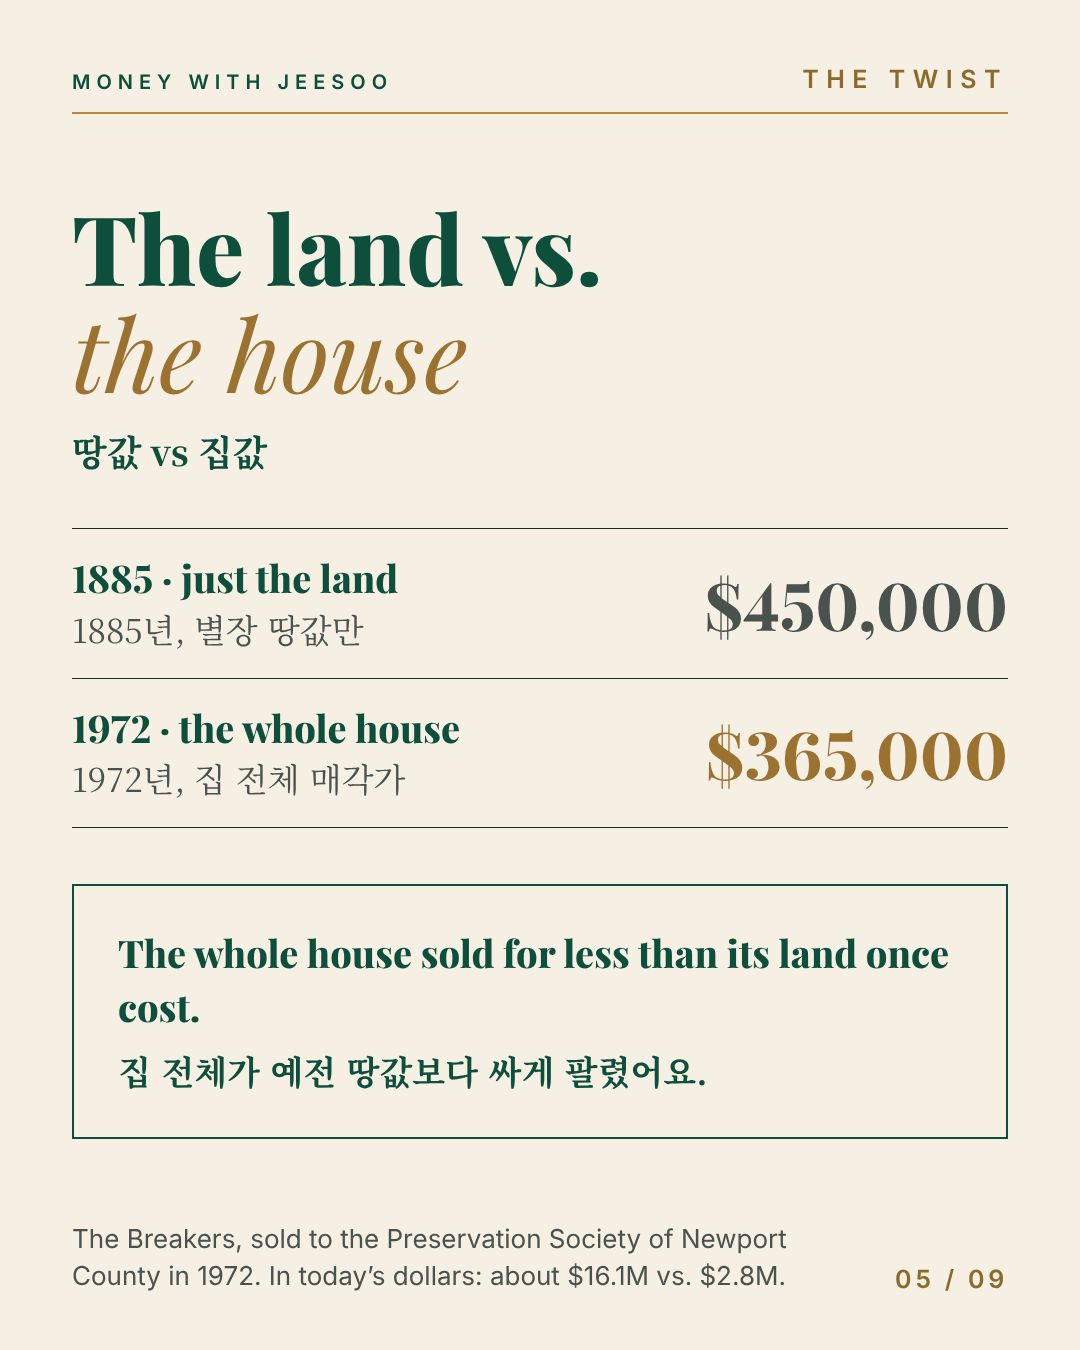 MONEY WITH JEESOO
THE TWIST
The land vs.
the house
땅값 vs 집값
1885 · just the land
1885년, 별장 땅값만
$450,000
1972 · the whole house
1972년, 집 전체 매각가
$365,000
The whole house sold for less than its land once
cost.
집 전체가 예전 땅값보다 싸게 팔렸어요.
The Breakers, sold to the Preservation Society of Newport
County in 1972. In today’s dollars: about $16.1M vs. $2.8M.
05 / 09